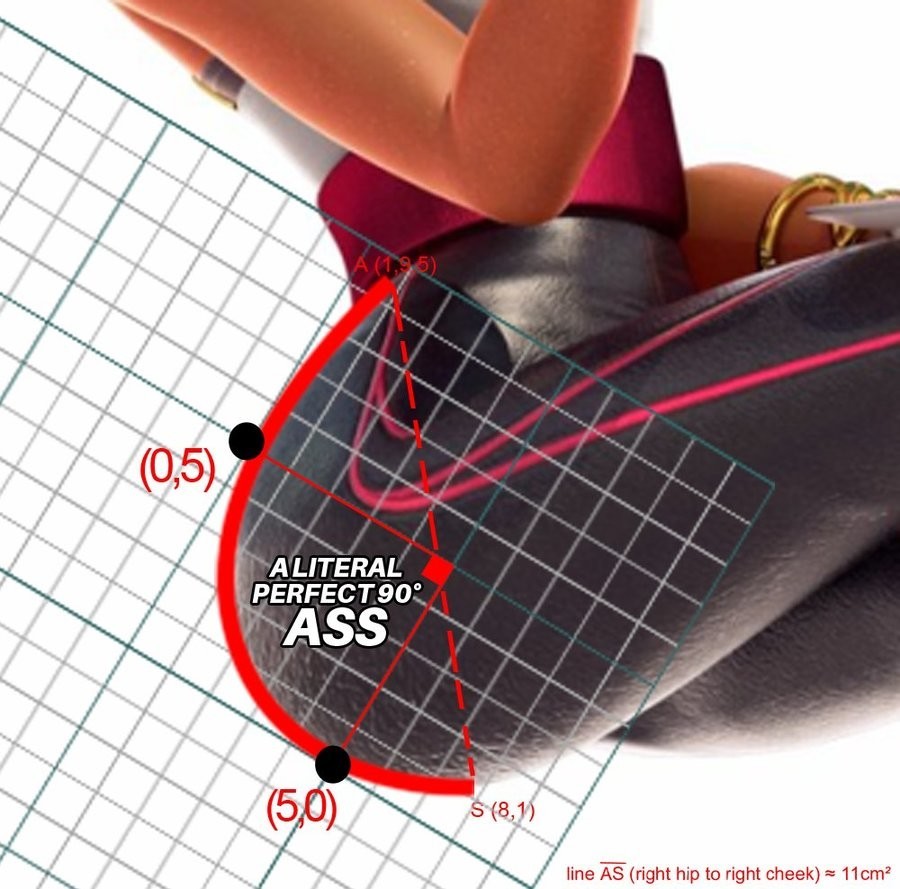 A (1,9.5)
(0,5)
A LITERAL
PERFECT 90°
ASS
(5,0)
S (8,1)
line AS (right hip to right cheek) ≈ 11cm²